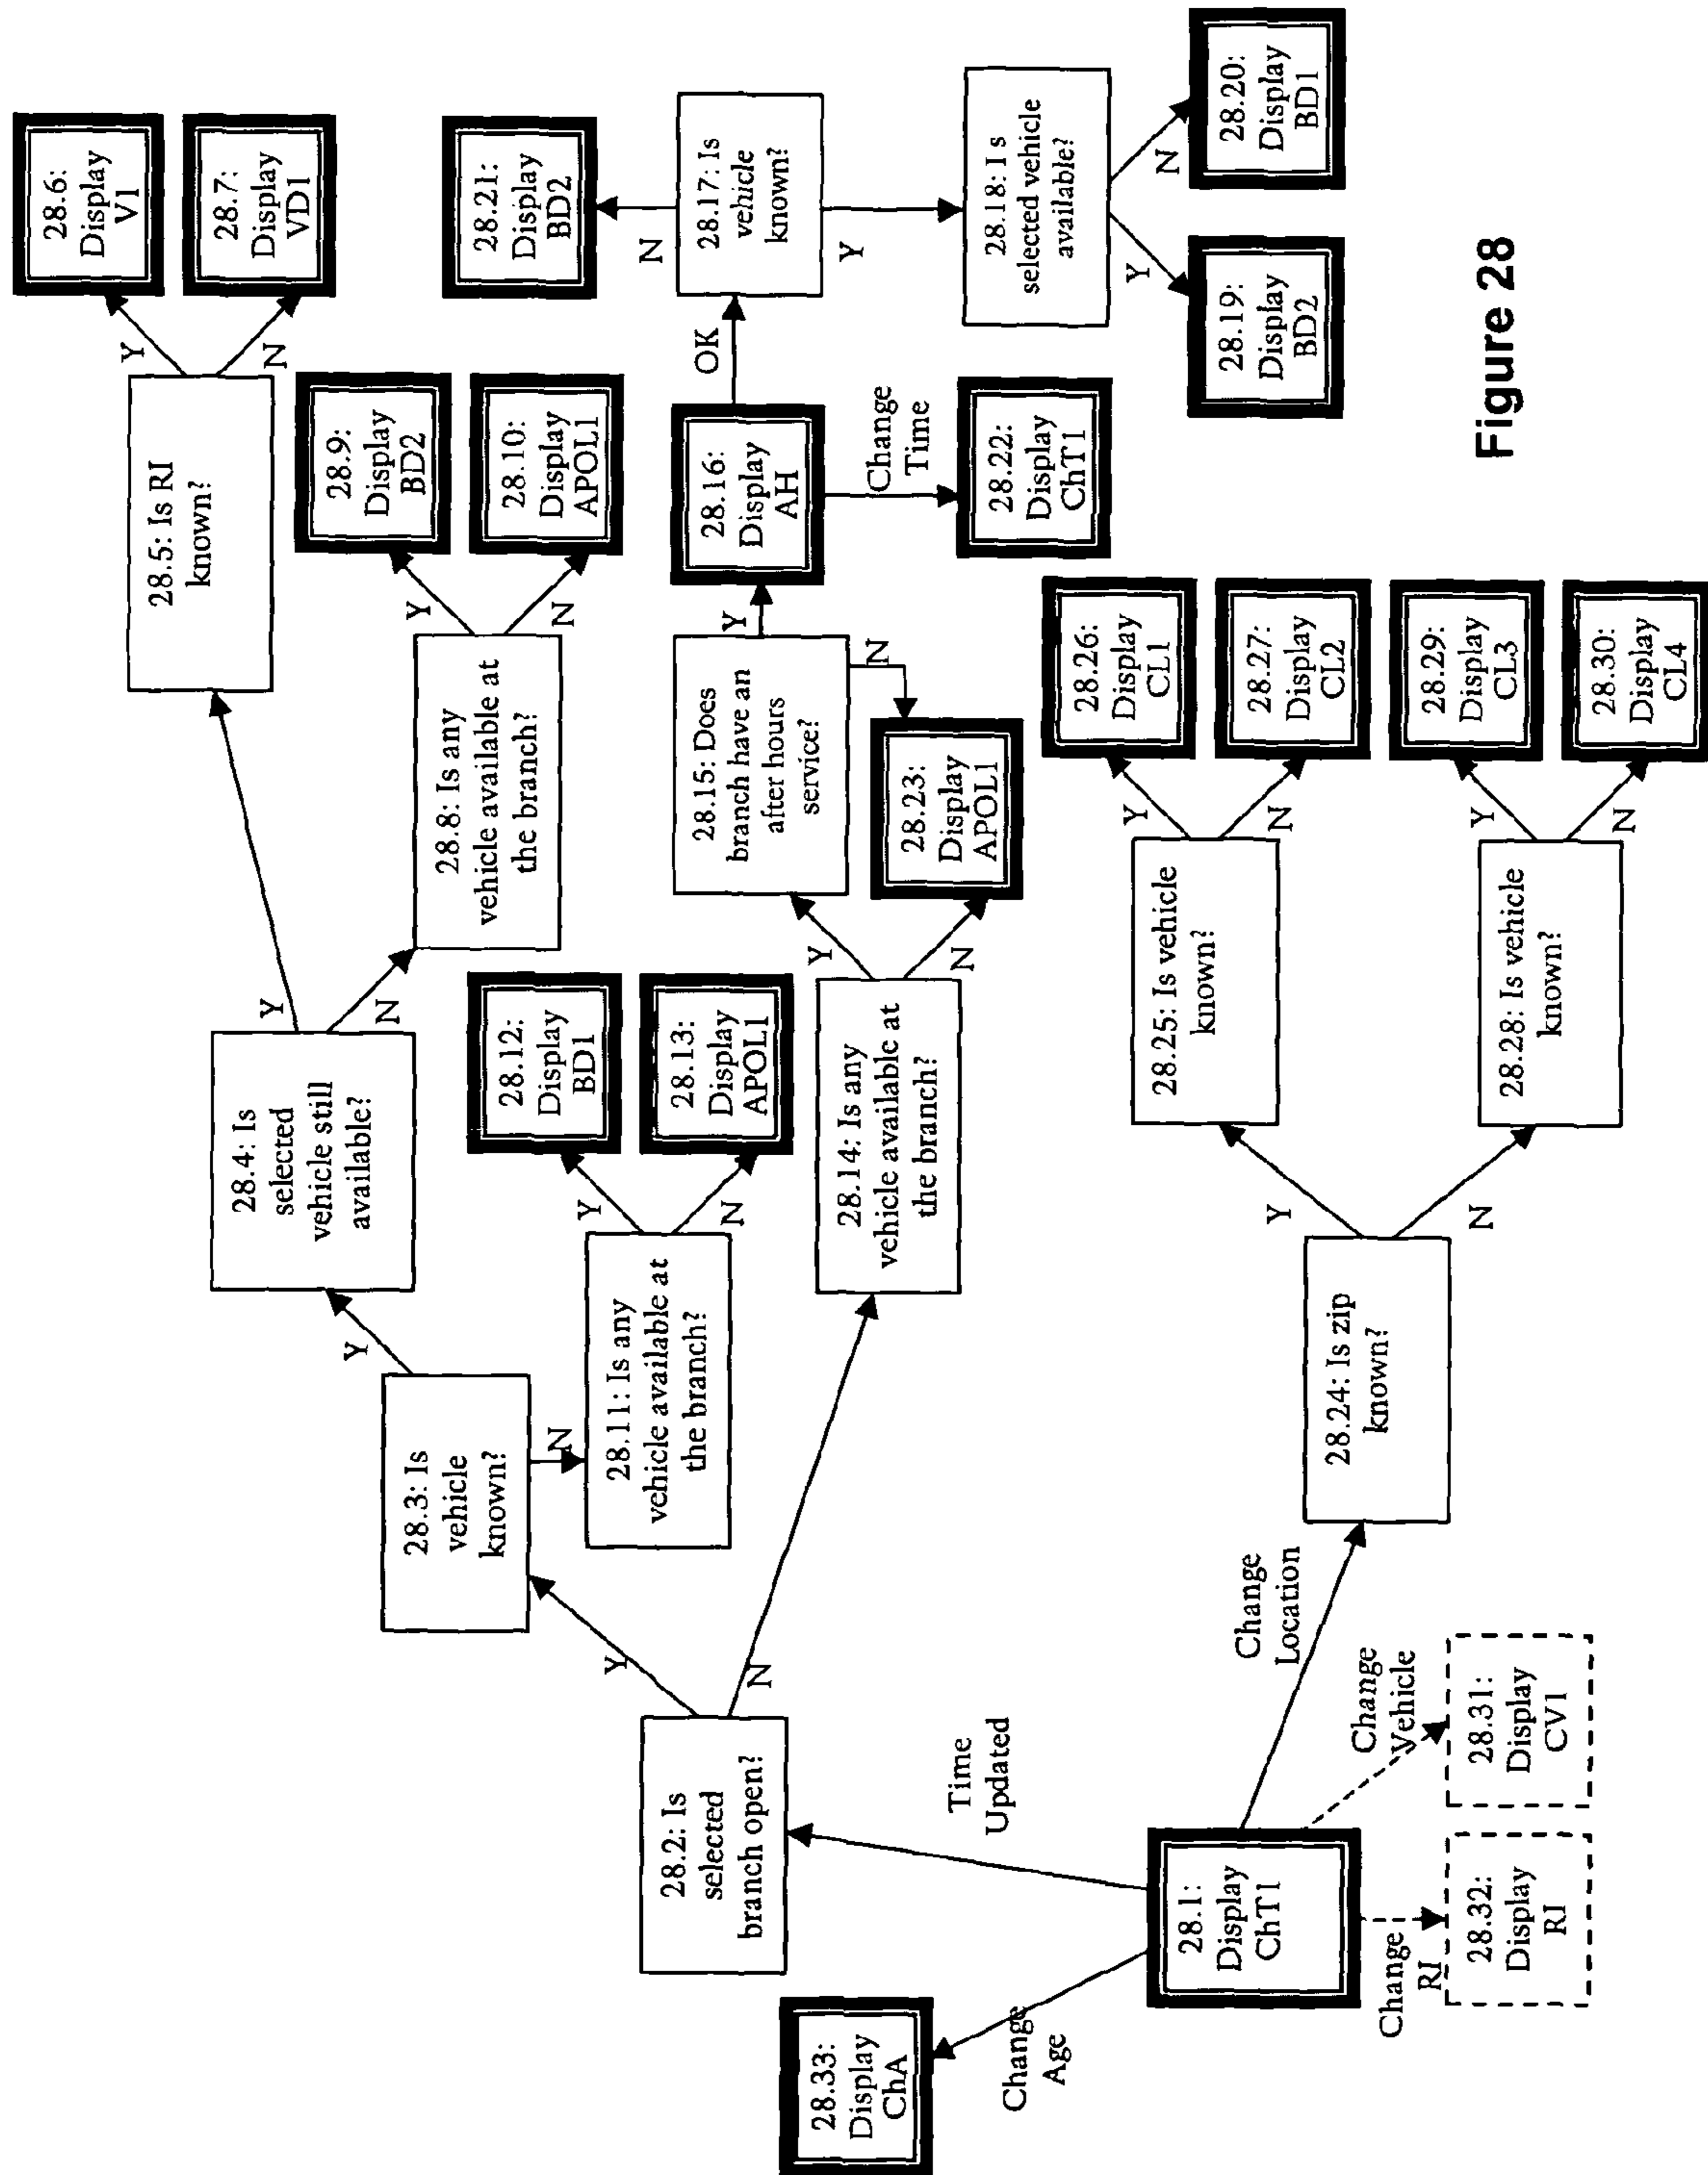 28.1:
Display
ChT1
Change
Age
28.33:
Display
ChA
Change
RI
28.32:
Display
RI
Change
Vehicle
28.31:
Display
CV1
Time
Updated
28.2: Is
selected
branch open?
Y
N
28.3: Is
vehicle
known?
Y
N
28.4: Is
selected
vehicle still
available?
Y
N
28.5: Is RI
known?
Y
N
28.6:
Display
V1
28.7:
Display
VD1
28.8: Is any
vehicle available at
the branch?
Y
N
28.9:
Display
BD2
28.10:
Display
APOL1
28.11: Is any
vehicle available at
the branch?
Y
N
28.12:
Display
BD1
28.13:
Display
APOL1
28.14: Is any
vehicle available at
the branch?
Y
N
28.15: Does
branch have an
after hours
service?
Y
N
28.23:
Display
APOL1
28.16:
Display
AH
OK
Change
Time
28.22:
Display
ChT1
28.17: Is
vehicle
known?
N
Y
28.21:
Display
BD2
28.18: I s
selected vehicle
available?
Y
N
28.19:
Display
BD2
28.20:
Display
BD1
Change
Location
28.24: Is zip
known?
Y
N
28.25: Is vehicle
known?
Y
N
28.26:
Display
CL1
28.27:
Display
CL2
28.28: Is vehicle
known?
Y
N
28.29:
Display
CL3
28.30:
Display
CL4
Figure 28